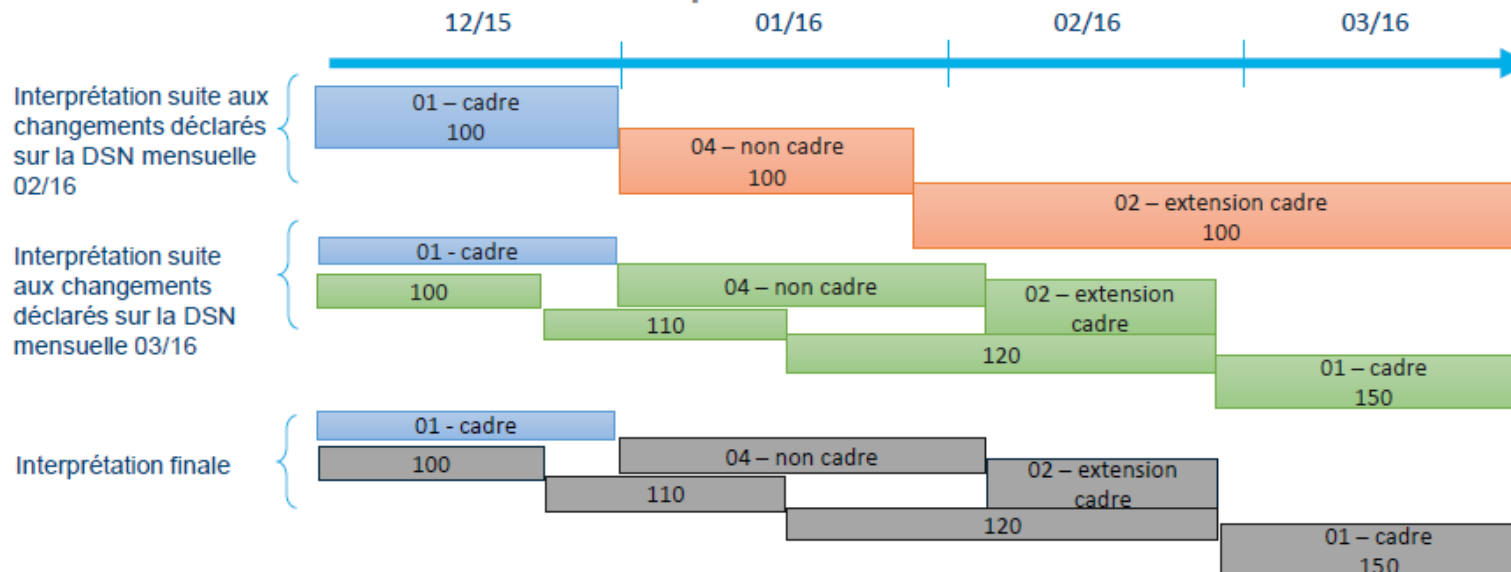 12/15 01/16 02/16 03/16
Interprétation suite aux
changements déclarés
sur la DSN mensuelle
02/16
01 – cadre
100
04 – non cadre
100
02 – extension cadre
100
Interprétation suite
aux changements
déclarés sur la DSN
mensuelle 03/16
01 - cadre
100
04 – non cadre
110
02 – extension
cadre
120
01 – cadre
150
Interprétation finale
01 - cadre
100
04 – non cadre
110
02 – extension
cadre
120
01 – cadre
150